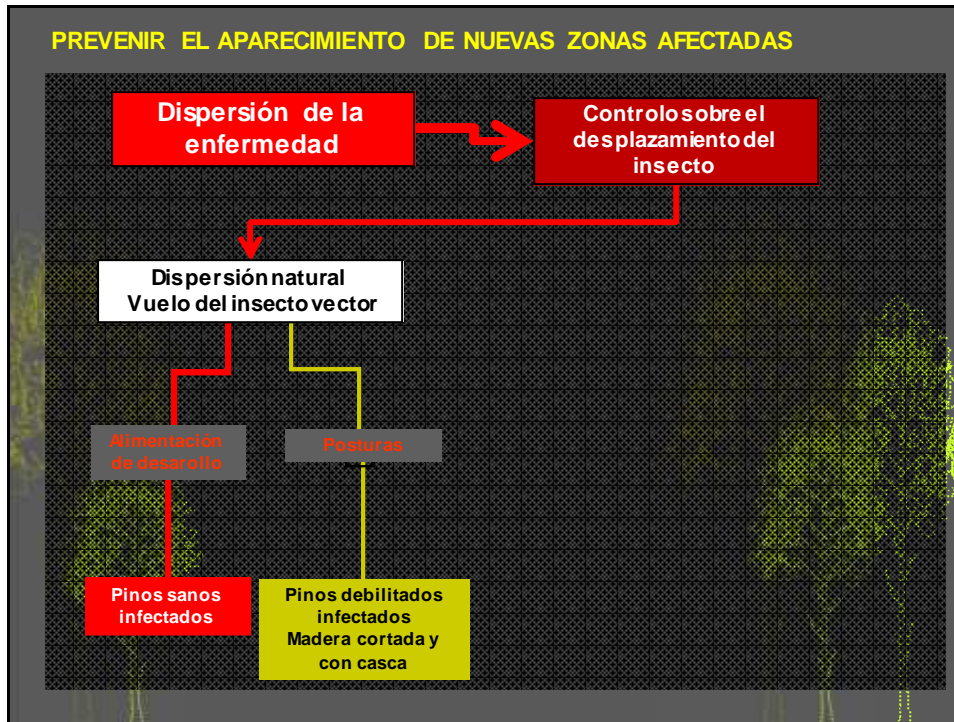 PREVENIR EL APARECIMIENTO DE NUEVAS ZONAS AFECTADAS
Dispersión de la
enfermedad
Controlo sobre el
desplazamiento del
insecto
Dispersión natural
Vuelo del insecto vector
Alimentación
de desarollo
Posturas
Pinos sanos
infectados
Pinos debilitados
infectados
Madera cortada y
con casca